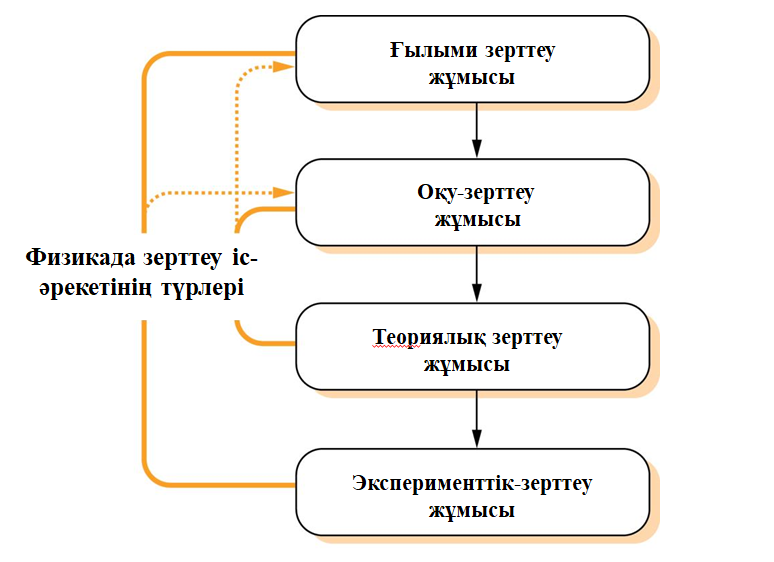 Ғылыми зерттеу
жұмысы
Оқу-зерттеу
жұмысы
Физикада зерттеу іс-
әрекетінің түрлері
Теориялық зерттеу
жұмысы
Эксперименттік-зерттеу
жұмысы